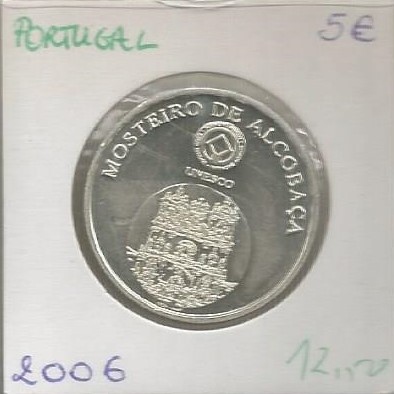 PORTUGAL 5€
MOSTEIRO DE ALCOBAÇA
UNESCO
2006 12,50